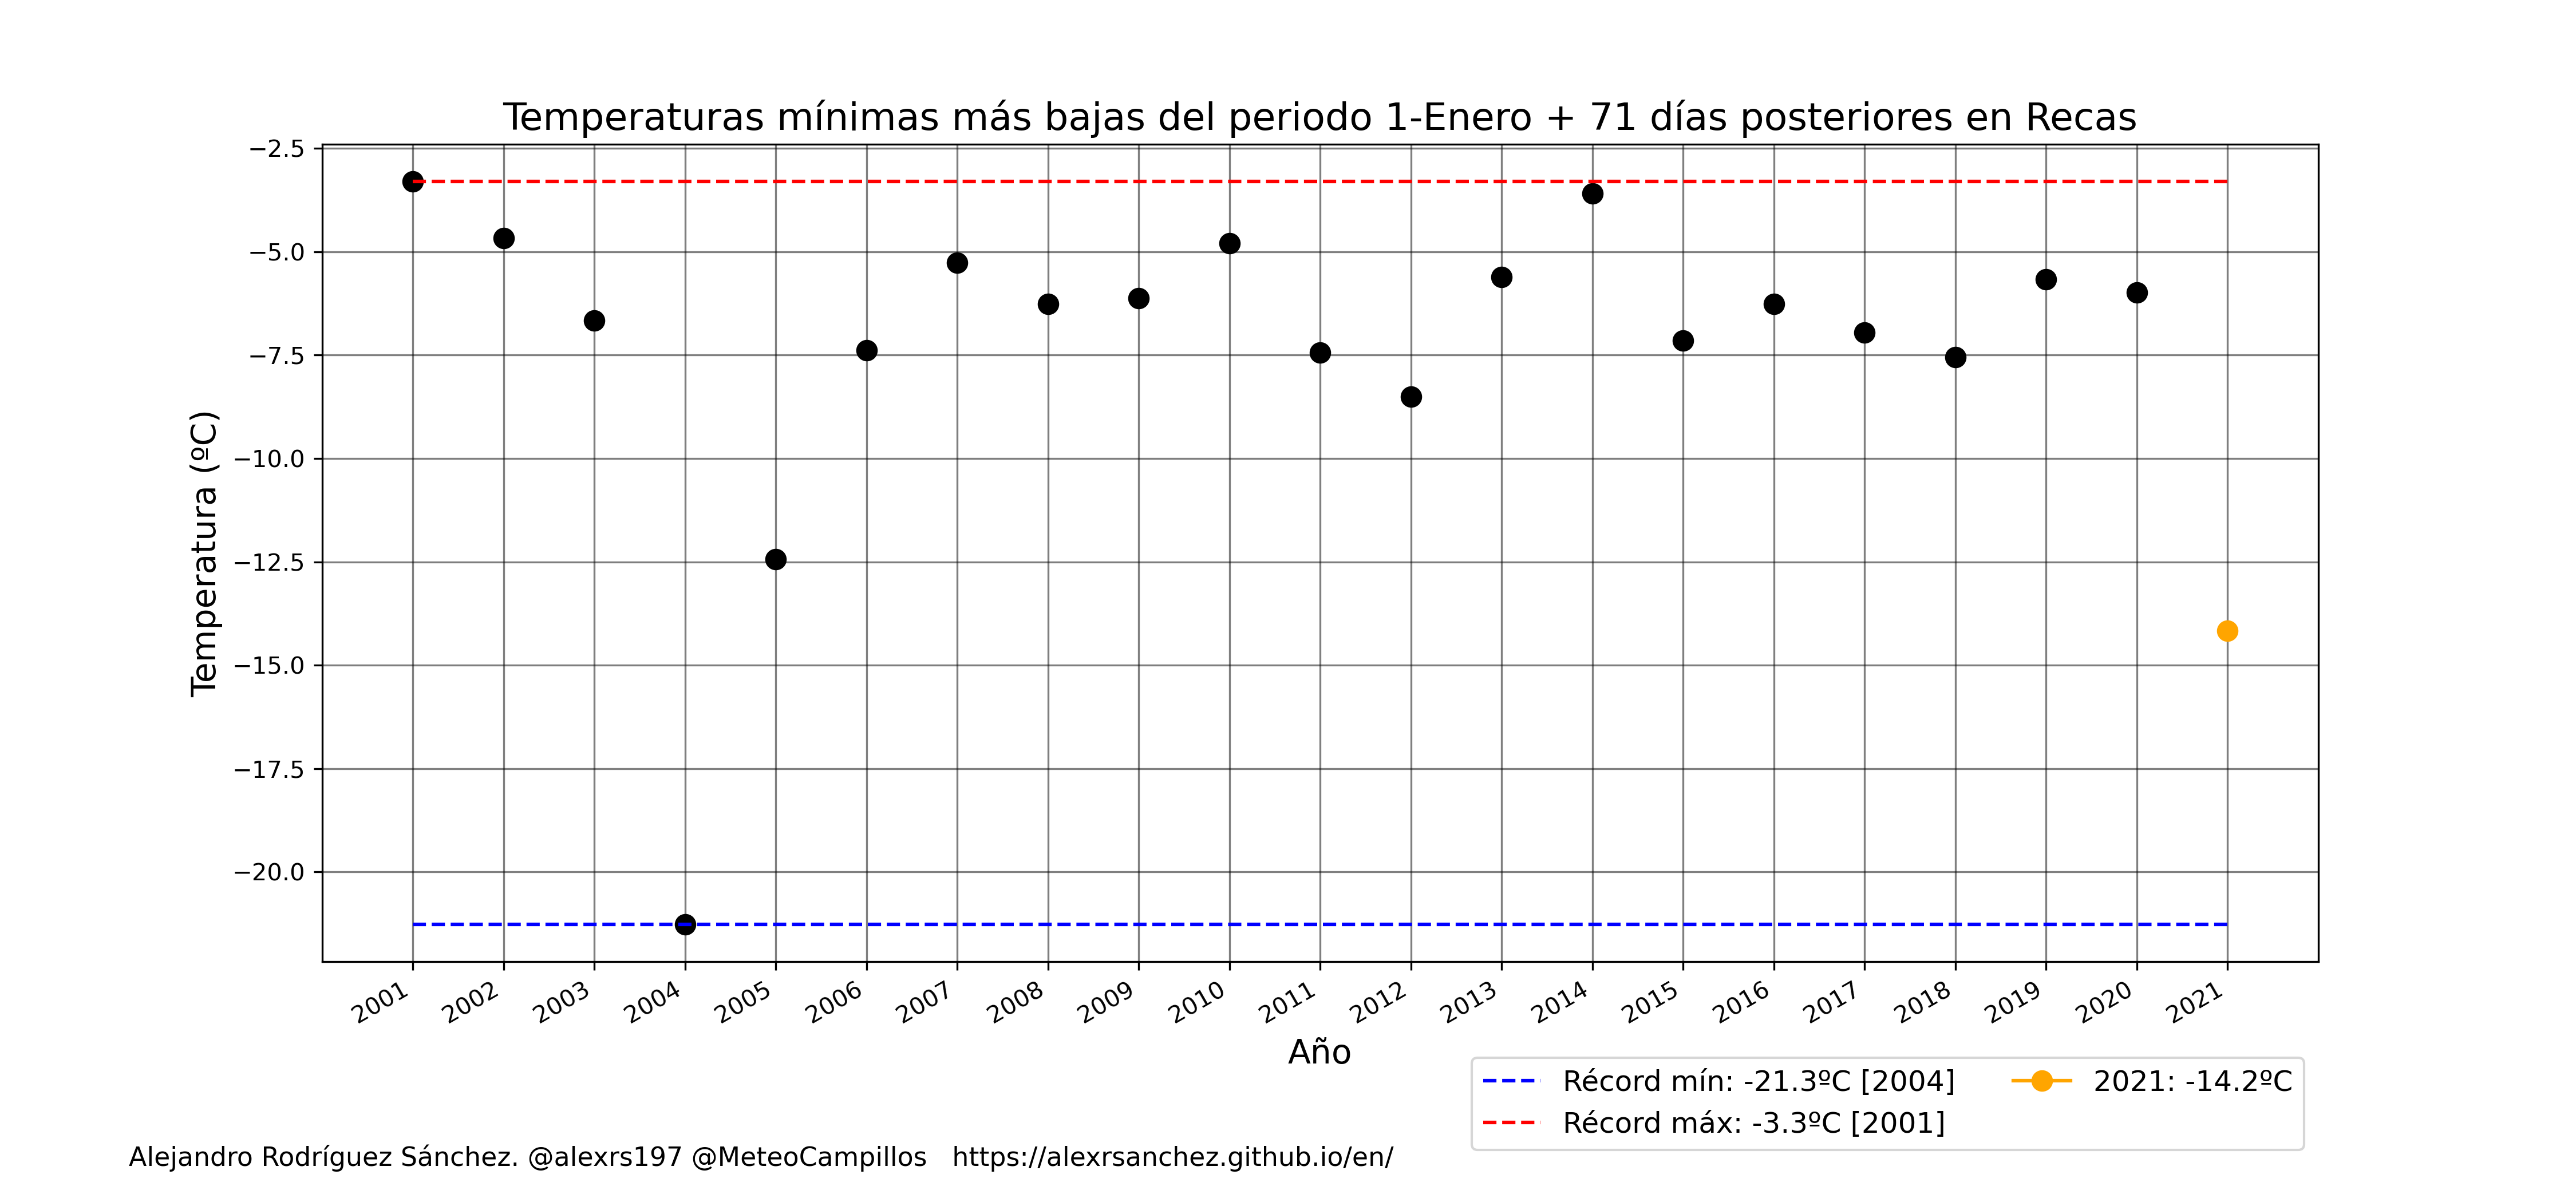 Temperaturas mínimas más bajas del periodo 1-Enero + 71 días posteriores en Recas
Temperatura (ºC)
−2.5
−5.0
−7.5
−10.0
−12.5
−15.0
−17.5
−20.0
2001 2002 2003 2004 2005 2006 2007 2008 2009 2010 2011 2012 2013 2014 2015 2016 2017 2018 2019 2020 2021
Año
Récord mín: -21.3ºC [2004]
Récord máx: -3.3ºC [2001]
2021: -14.2ºC
Alejandro Rodríguez Sánchez. @alexrs197 @MeteoCampillos https://alexrsanchez.github.io/en/